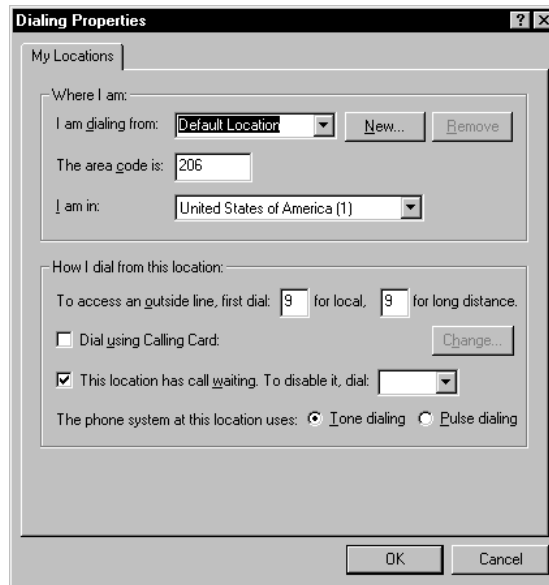 Dialing Properties
My Locations
Where I am:
I am dialing from: Default Location New... Remove
The area code is: 206
I am in: United States of America (1)
How I dial from this location:
To access an outside line, first dial: 9 for local, 9 for long distance.
Dial using Calling Card: Change...
This location has call waiting. To disable it, dial:
The phone system at this location uses: Tone dialing Pulse dialing
OK Cancel